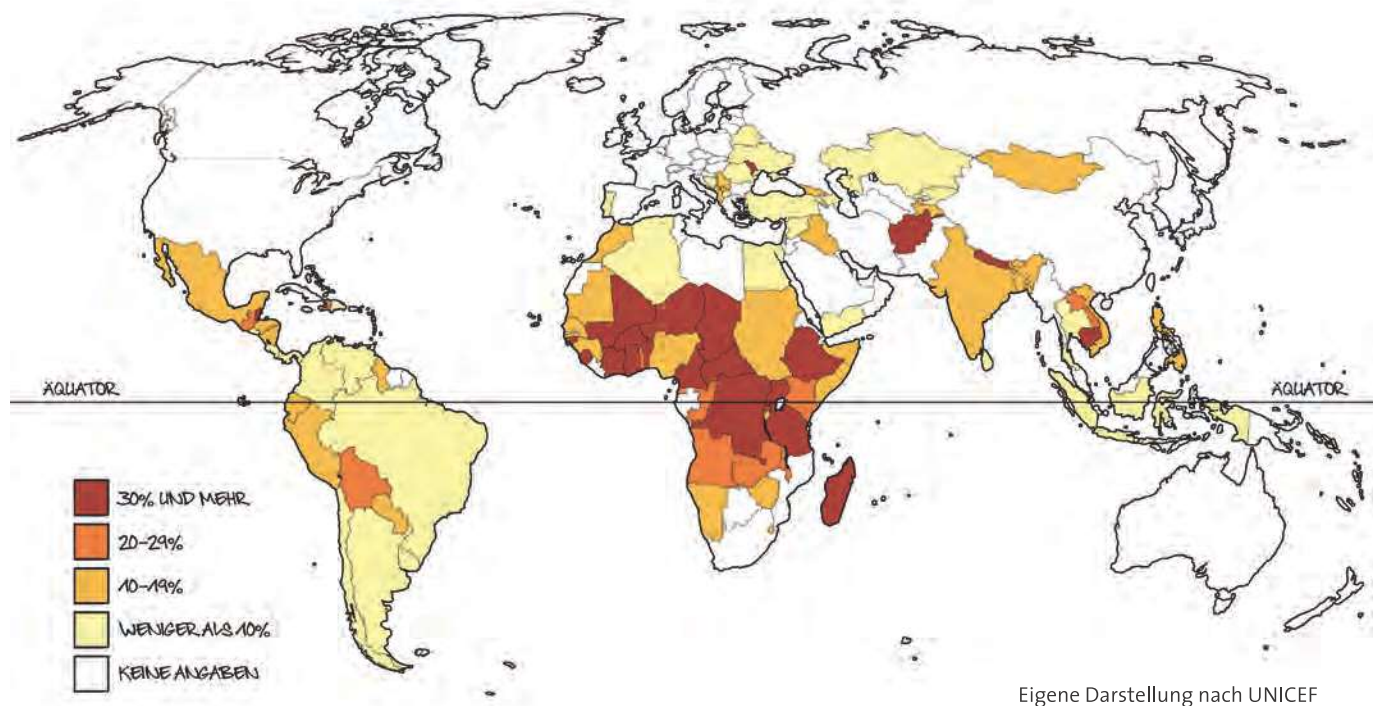 ÄQUATOR
ÄQUATOR
30% UND MEHR
20-29%
10-19%
WENIGER ALS 10%
KEINE ANGABEN
Eigene Darstellung nach UNICEF